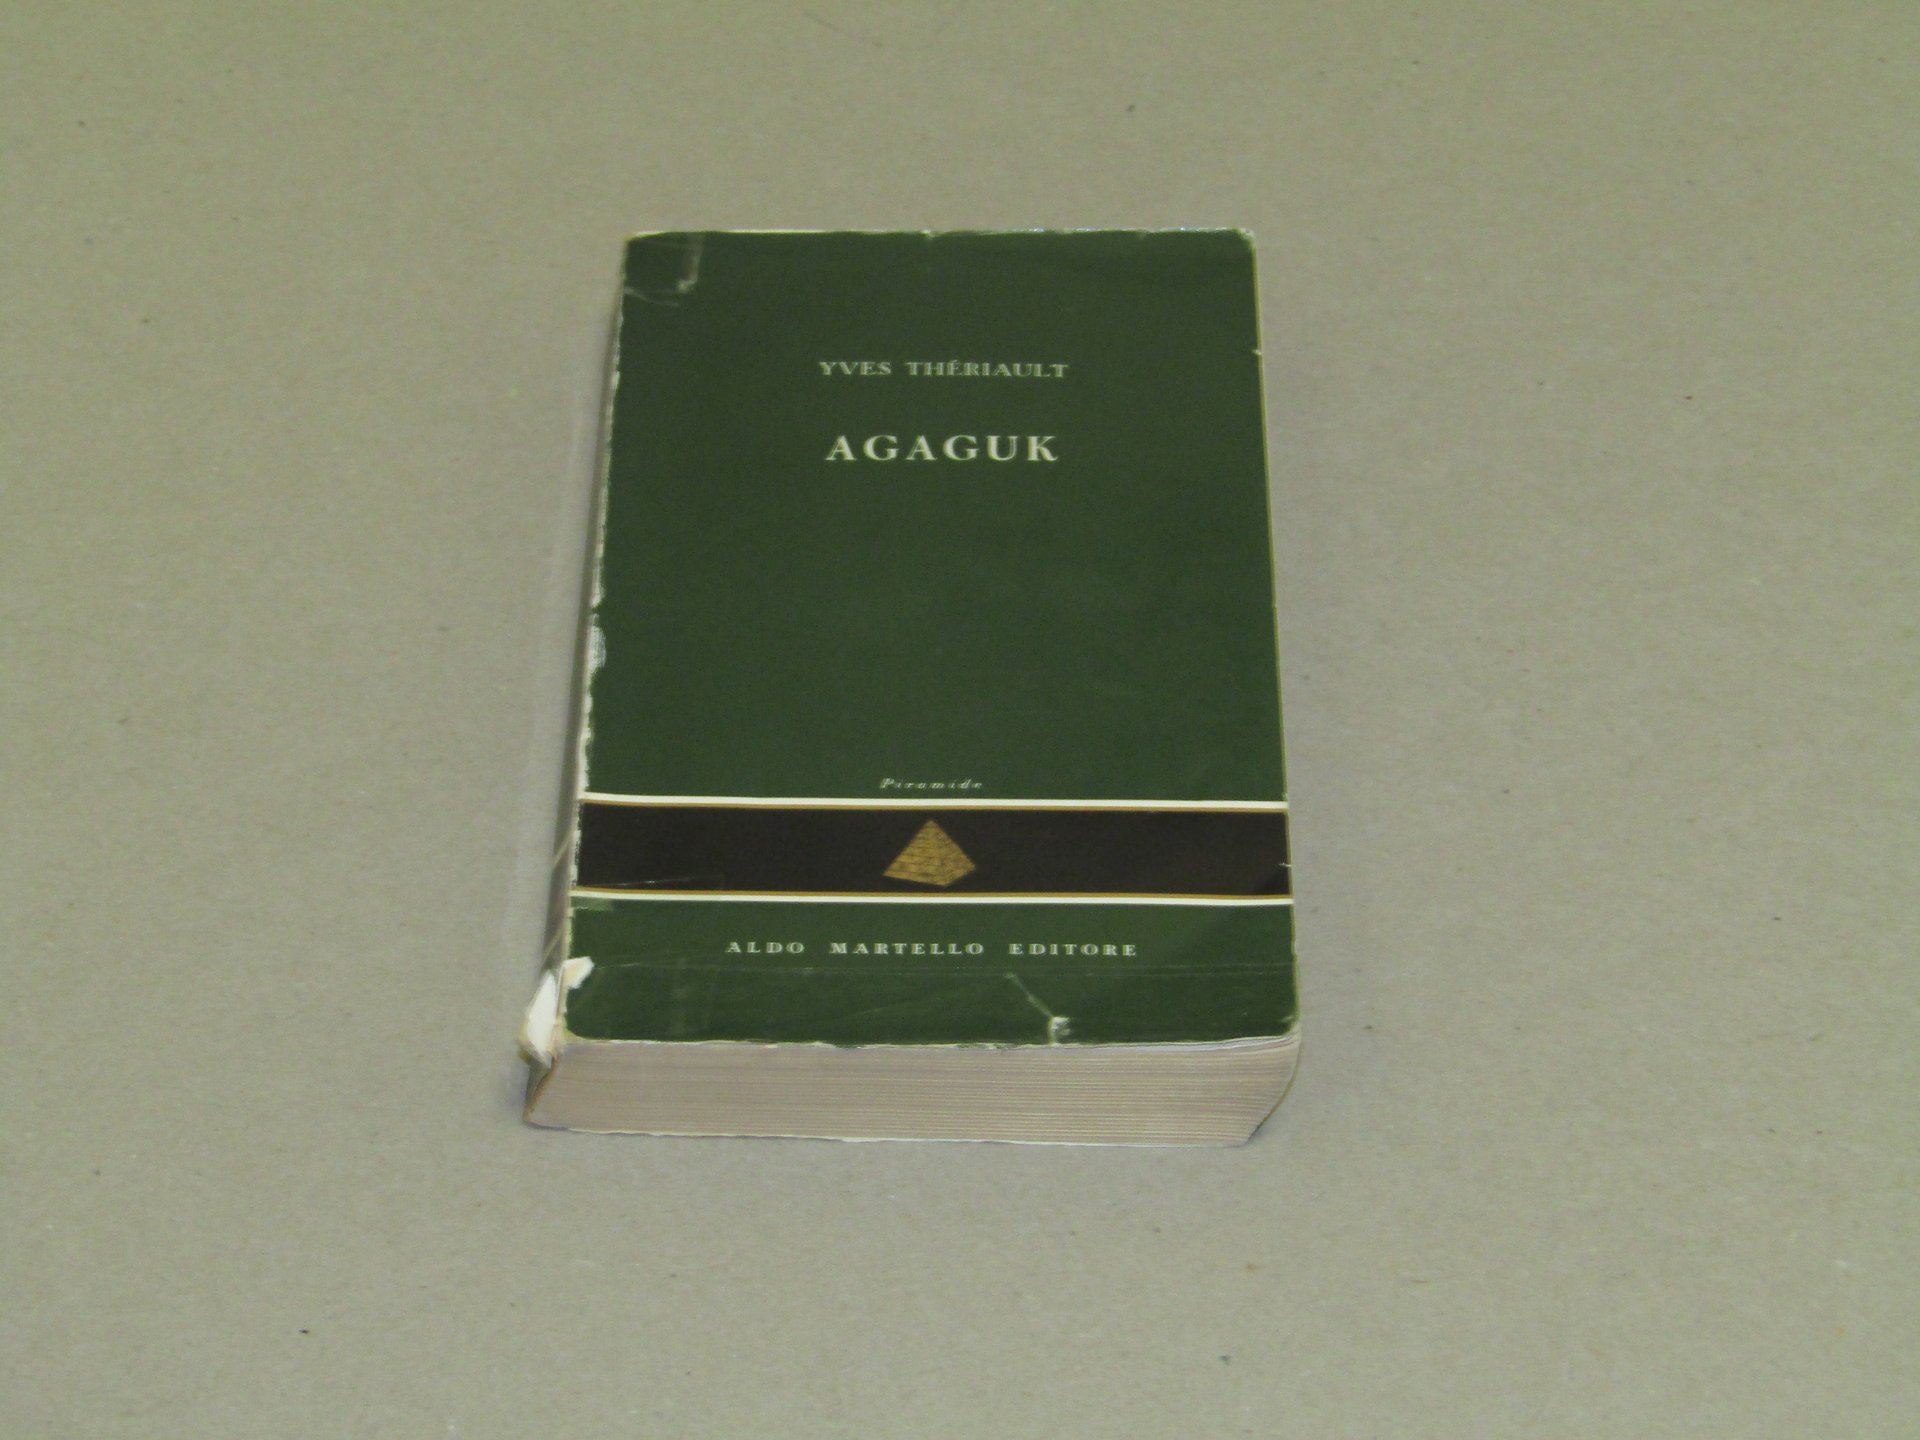 YVES THÉRIAULT
AGAGUK
Piramide
ALDO MARTELLO EDITORE